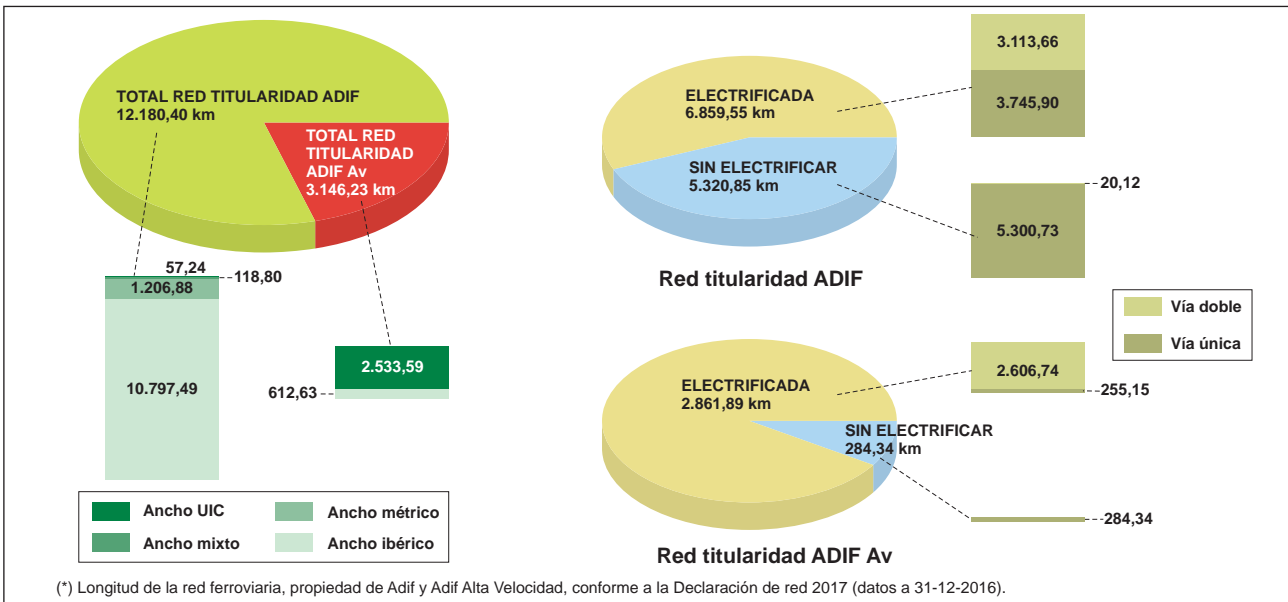 TOTAL RED TITULARIDAD ADIF
12.180,40 km
TOTAL RED
TITULARIDAD
ADIF Av
3.146,23 km
57,24
118,80
1.206,88
10.797,49
2.533,59
612,63
Ancho UIC
Ancho métrico
Ancho mixto
Ancho ibérico
ELECTRIFICADA
6.859,55 km
SIN ELECTRIFICAR
5.320,85 km
3.113,66
3.745,90
20,12
5.300,73
Red titularidad ADIF
Vía doble
Vía única
ELECTRIFICADA
2.861,89 km
SIN ELECTRIFICAR
284,34 km
2.606,74
255,15
284,34
Red titularidad ADIF Av
(*) Longitud de la red ferroviaria, propiedad de Adif y Adif Alta Velocidad, conforme a la Declaración de red 2017 (datos a 31-12-2016).